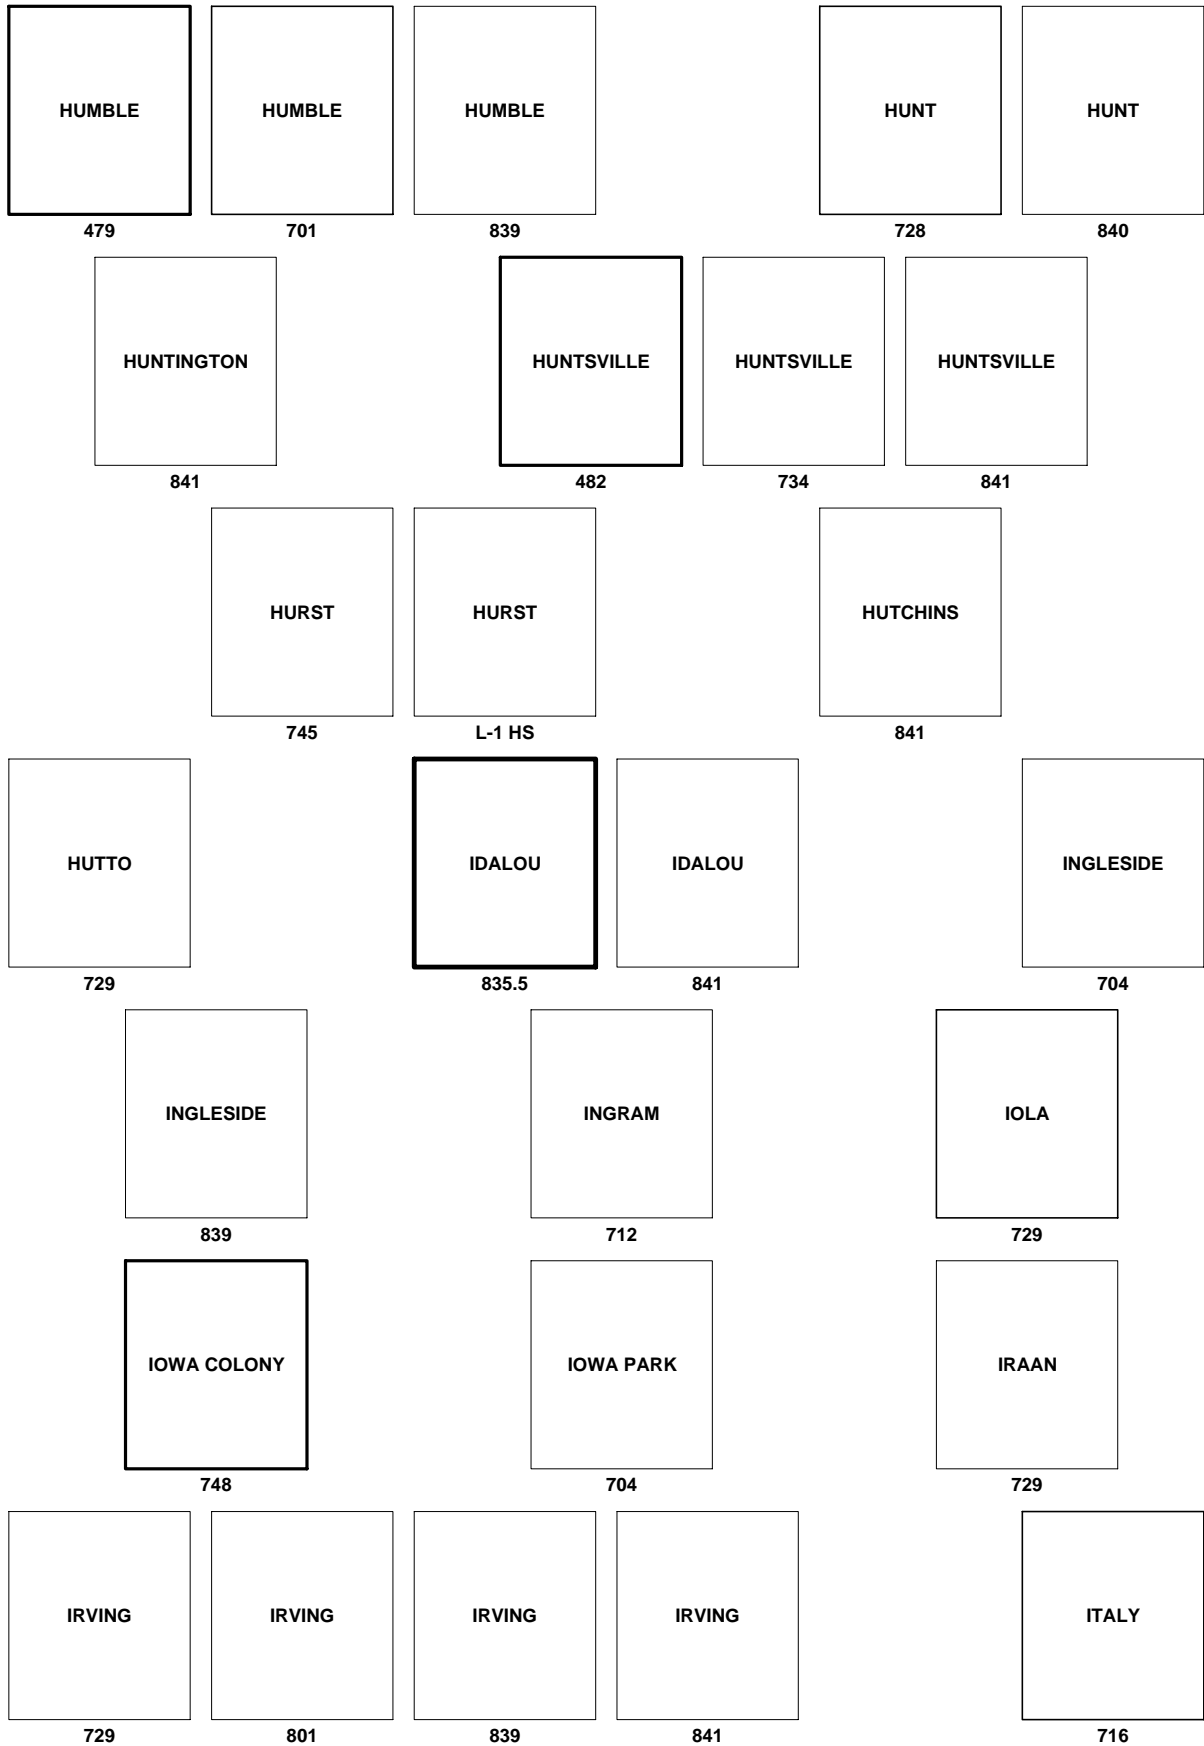 HUMBLE HUMBLE HUMBLE HUNT HUNT
479 701 839 728 840
HUNTINGTON HUNTSVILLE HUNTSVILLE HUNTSVILLE
841 482 734 841
HURST HURST HUTCHINS
745 L-1 HS 841
HUTTO IDALOU IDALOU INGLESIDE
729 835.5 841 704
INGLESIDE INGRAM IOLA
839 712 729
IOWA COLONY IOWA PARK IRAAN
748 704 729
IRVING IRVING IRVING IRVING ITALY
729 801 839 841 716